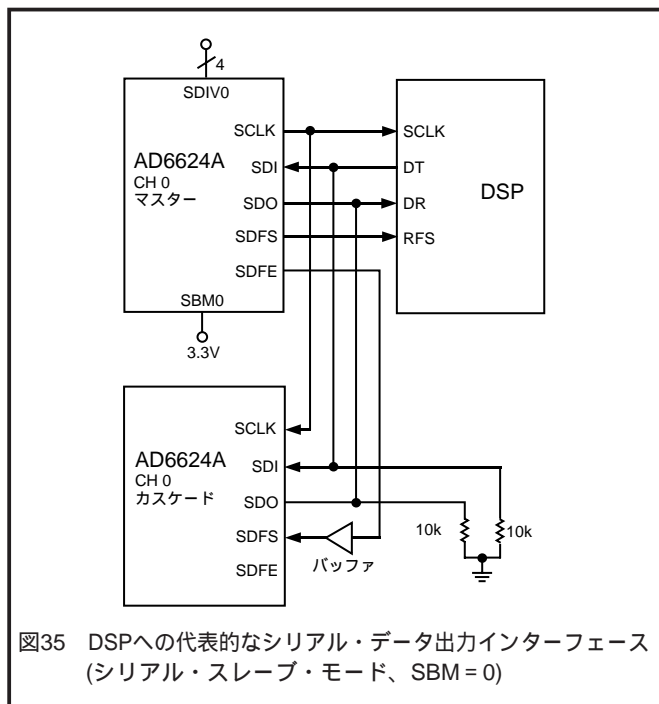 4
SDIV0
SCLK
AD6624A
CH 0
マスター
SDI
SDO
SDFS
SDFE
SBM0
3.3V
SCLK
DT
DR
RFS
DSP
AD6624A
CH 0
カスケード
SCLK
SDI
SDO
SDFS
SDFE
バッファ
10k
10k
図35 DSPへの代表的なシリアル・データ出力インターフェース
(シリアル・スレーブ・モード、SBM = 0)